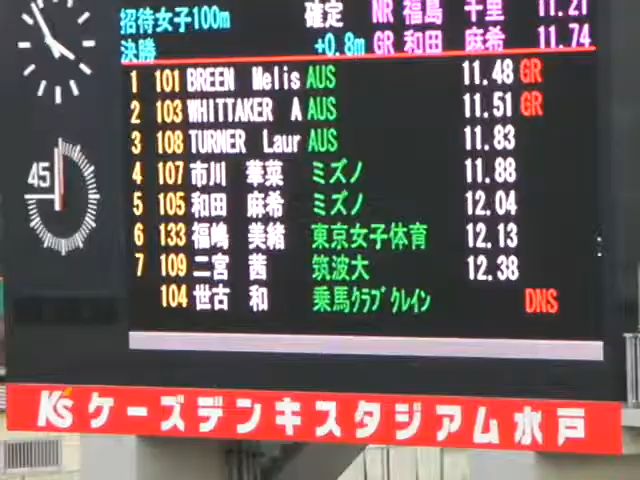 招待女子100m 確定 NR 福島 千里 11.21
決勝 +0.8m GR 和田 麻希 11.74
1 101 BREEN Melis AUS 11.48 GR
2 103 WHITTAKER A AUS 11.51 GR
3 108 TURNER Laur AUS 11.83
4 107 市川 華菜 ミズノ 11.88
5 105 和田 麻希 ミズノ 12.04
6 133 福嶋 美緒 東京女子体育 12.13
7 109 二宮 茜 筑波大 12.38
104 世古 和 乗馬クラブクレイン DNS
45
K's ケーズデンキスタジアム水戸